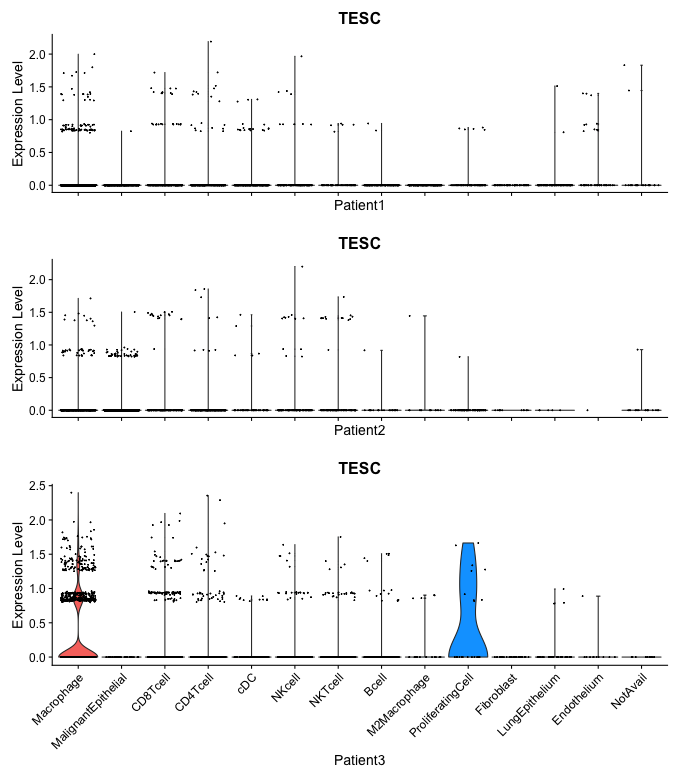 TESC
Expression Level
2.0
1.5
1.0
0.5
0.0
Patient1
TESC
Expression Level
2.0
1.5
1.0
0.5
0.0
Patient2
TESC
Expression Level
2.5
2.0
1.5
1.0
0.5
0.0
Macrophage
MalignantEpithelial
CD8Tcell
CD4Tcell
cDC
NKcell
NKTcell
Bcell
M2Macrophage
ProliferatingCell
Fibroblast
LungEpithelium
Endothelium
NotAvail
Patient3